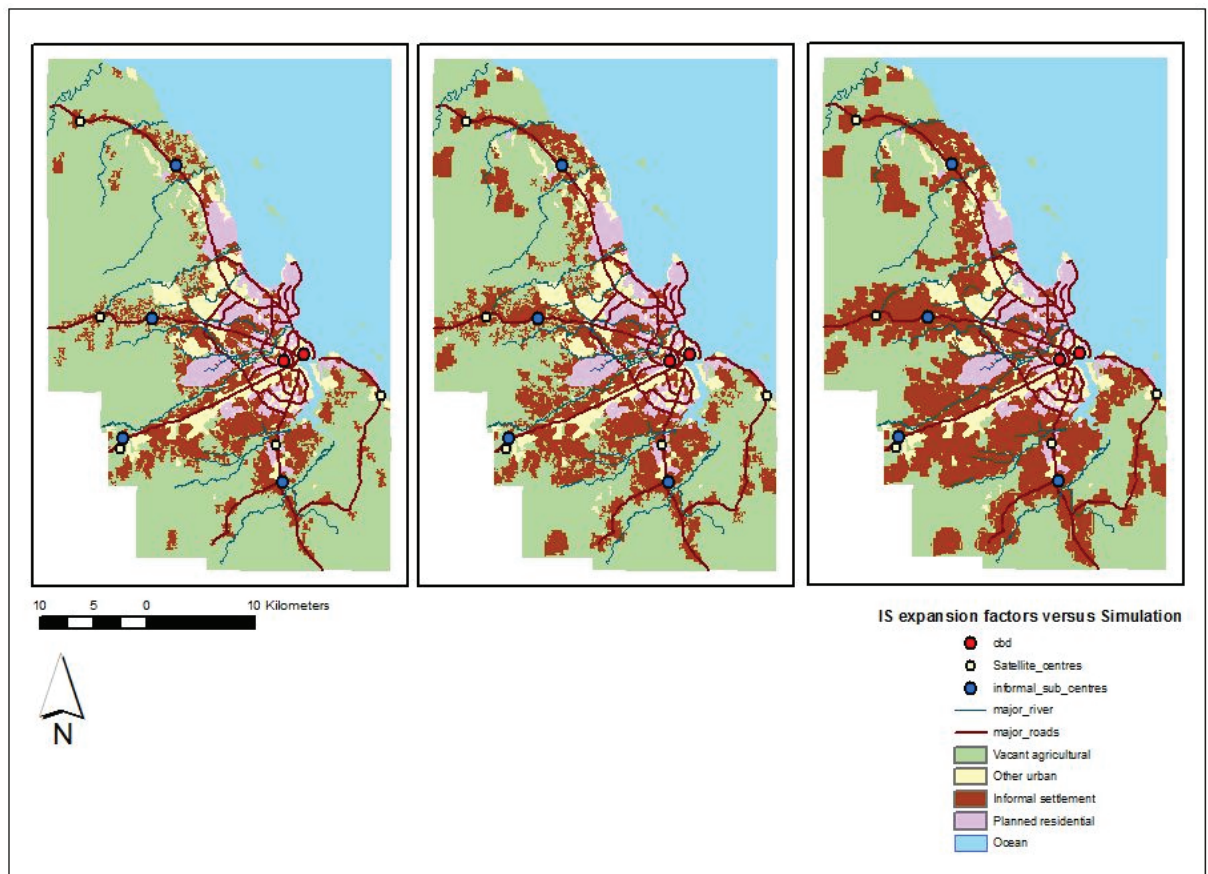 10 5 0 10 Kilometers
N
IS expansion factors versus Simulation
cbd
Satellite_centres
informal_sub_centres
major_river
major_roads
Vacant agricultural
Other urban
Informal settlement
Planned residential
Ocean